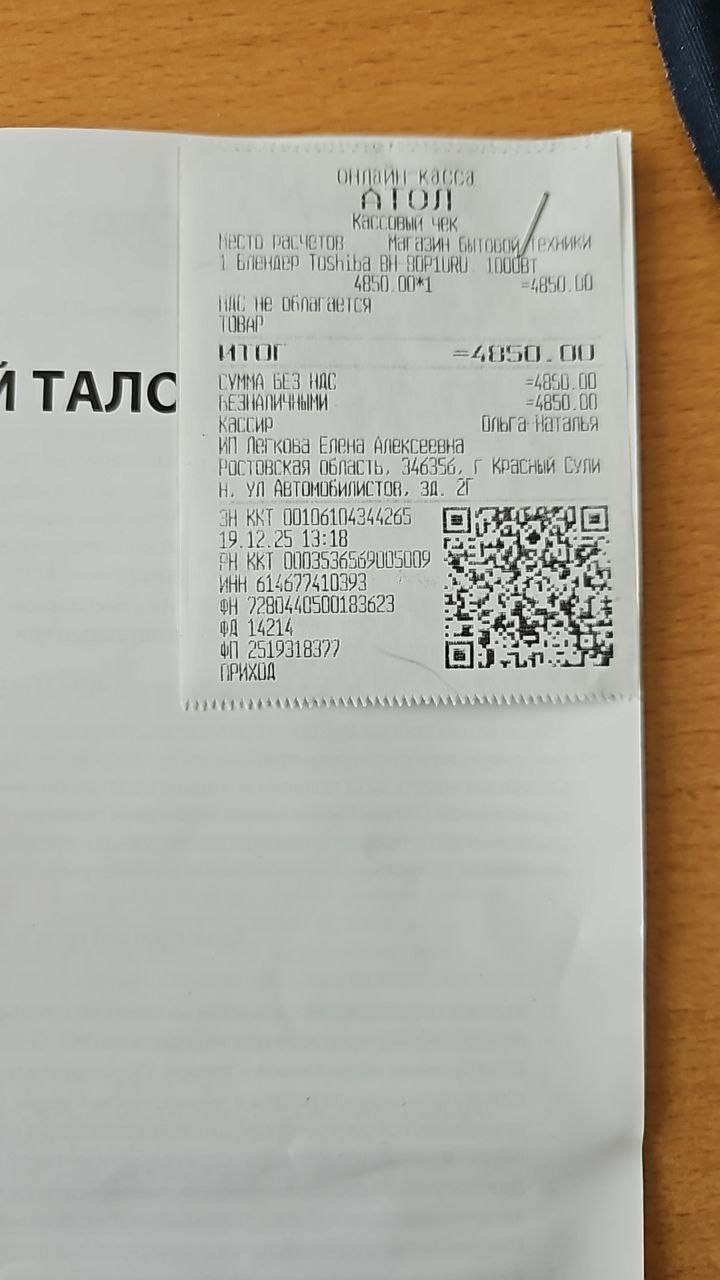 ОНЛАЙН КАССА
АТОЛ
Кассовый чек
Место расчетов Магазин Бытовой техники
1 Блендер Toshiba BH-80P1URU 1000Вт
4850.00*1 =4850.00
НДС не облагается
ТОВАР
ИТОГ =4850.00
СУММА БЕЗ НДС =4850.00
БЕЗНАЛИЧНЫМИ =4850.00
Кассир Ольга-Наталья
ИП Легкова Елена Алексеевна
Ростовская область, 346356, г Красный Сули
н, ул Автомобилистов, зд. 2Г
ЗН ККТ 00106104344265
19.12.25 13:18
РН ККТ 0003536569005009
ИНН 614677410393
ФН 7280440500183623
ФД 14214
ФП 2519318377
ПРИХОД
Й ТАЛО